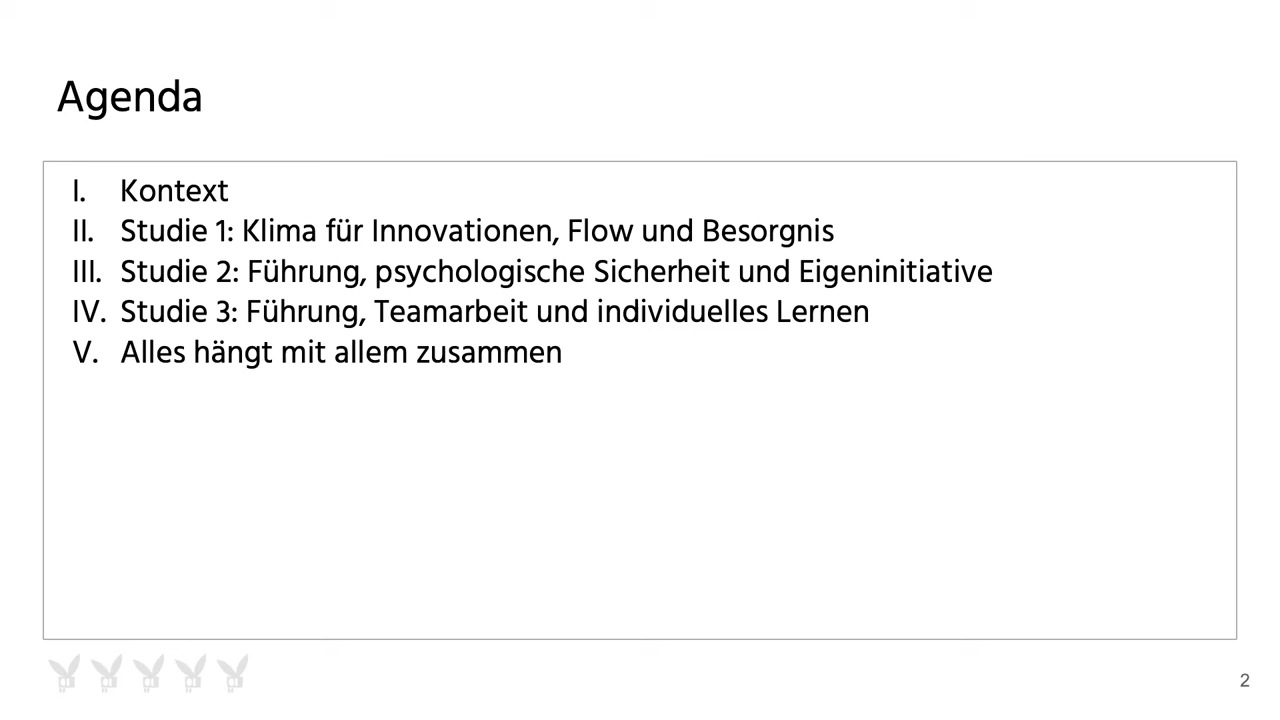 Agenda
I. Kontext
II. Studie 1: Klima für Innovationen, Flow und Besorgnis
III. Studie 2: Führung, psychologische Sicherheit und Eigeninitiative
IV. Studie 3: Führung, Teamarbeit und individuelles Lernen
V. Alles hängt mit allem zusammen
2